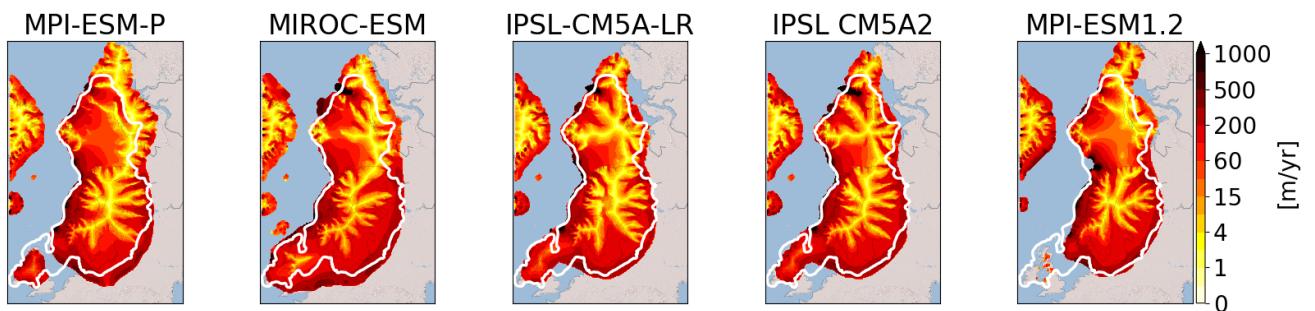 MPI-ESM-P
MIROC-ESM
IPSL-CM5A-LR
IPSL CM5A2
MPI-ESM1.2
1000
500
200
60
15
4
1
0
[m/yr]